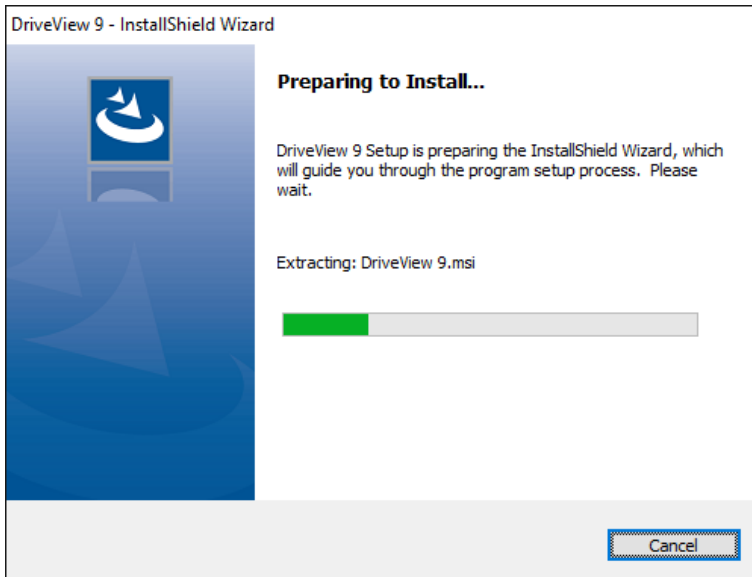 DriveView 9 - InstallShield Wizard
Preparing to Install...
DriveView 9 Setup is preparing the InstallShield Wizard, which
will guide you through the program setup process.  Please
wait.
Extracting: DriveView 9.msi
Cancel